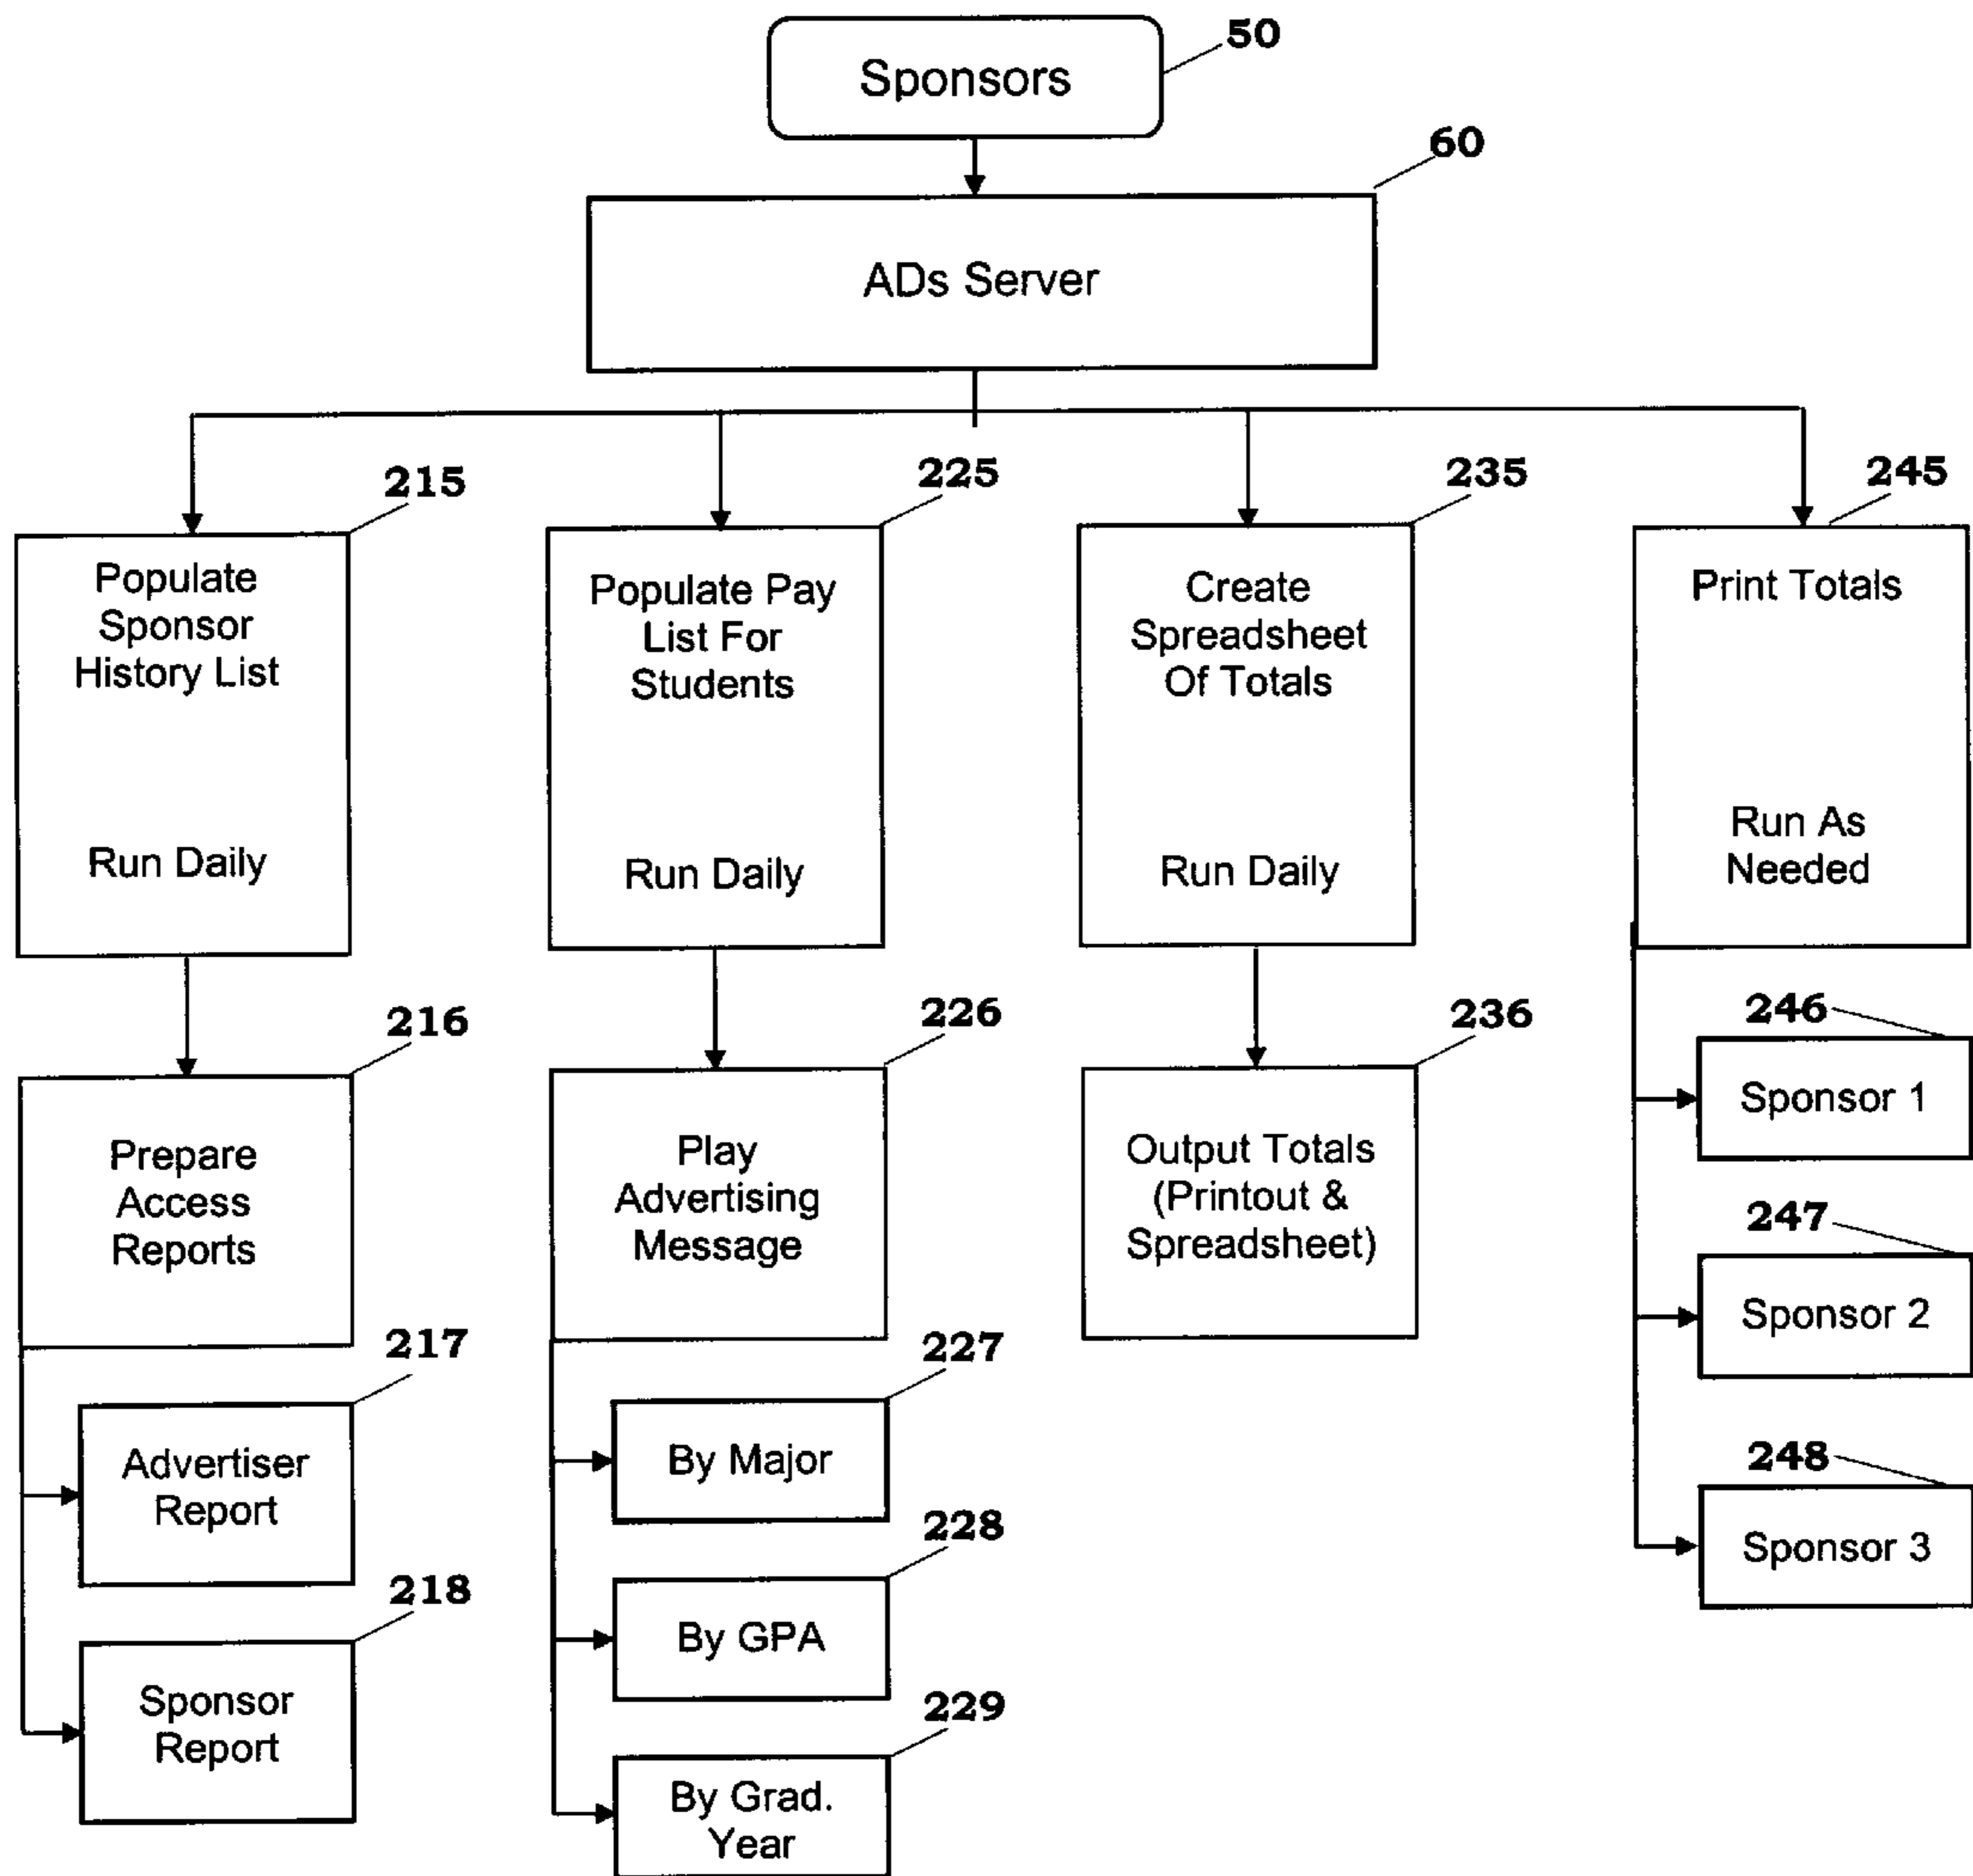 50
Sponsors
60
ADs Server
215
Populate
Sponsor
History List
Run Daily
225
Populate Pay
List For
Students
Run Daily
235
Create
Spreadsheet
Of Totals
Run Daily
245
Print Totals
Run As
Needed
216
Prepare
Access
Reports
226
Play
Advertising
Message
236
Output Totals
(Printout &
Spreadsheet)
246
Sponsor 1
247
Sponsor 2
248
Sponsor 3
217
Advertiser
Report
218
Sponsor
Report
227
By Major
228
By GPA
229
By Grad.
Year